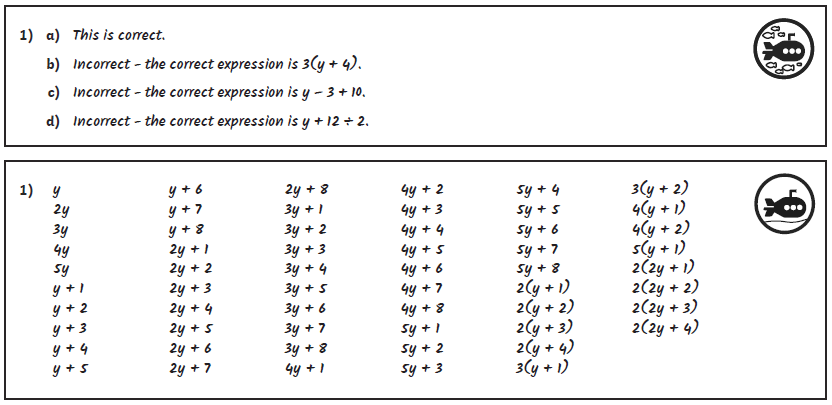 1) a) This is correct.
b) Incorrect - the correct expression is 3(y + 4).
c) Incorrect - the correct expression is y - 3 + 10.
d) Incorrect - the correct expression is y + 12 ÷ 2.
1) y y + 6 2y + 8 4y + 2 5y + 4 3(y + 2)
2y y + 7 3y + 1 4y + 3 5y + 5 4(y + 1)
3y y + 8 3y + 2 4y + 4 5y + 6 4(y + 2)
4y 2y + 1 3y + 3 4y + 5 5y + 7 5(y + 1)
5y 2y + 2 3y + 4 4y + 6 5y + 8 2(2y + 1)
y + 1 2y + 3 3y + 5 4y + 7 2(y + 1) 2(2y + 2)
y + 2 2y + 4 3y + 6 4y + 8 2(y + 2) 2(2y + 3)
y + 3 2y + 5 3y + 7 5y + 1 2(y + 3) 2(2y + 4)
y + 4 2y + 6 3y + 8 5y + 2 2(y + 4)
y + 5 2y + 7 4y + 1 5y + 3 3(y + 1)